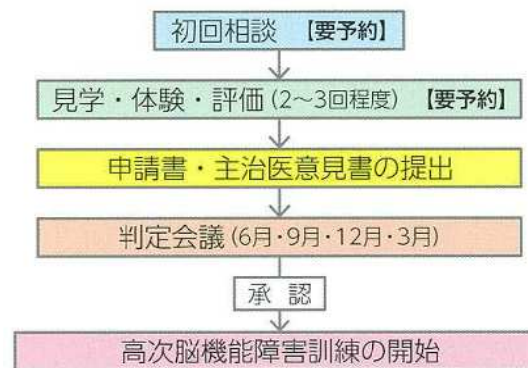 初回相談 【要予約】
見学・体験・評価(2〜3回程度) 【要予約】
申請書・主治医意見書の提出
判定会議(6月・9月・12月・3月)
承認
高次脳機能障害訓練の開始